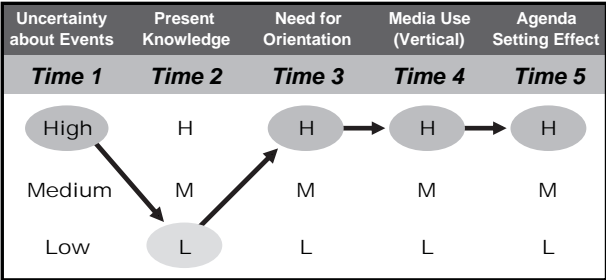 Uncertainty about Events	Present Knowledge	Need for Orientation	Media Use (Vertical)	Agenda Setting Effect
Time 1	Time 2	Time 3	Time 4	Time 5
High	H	H	H	H
Medium	M	M	M	M
Low	L	L	L	L